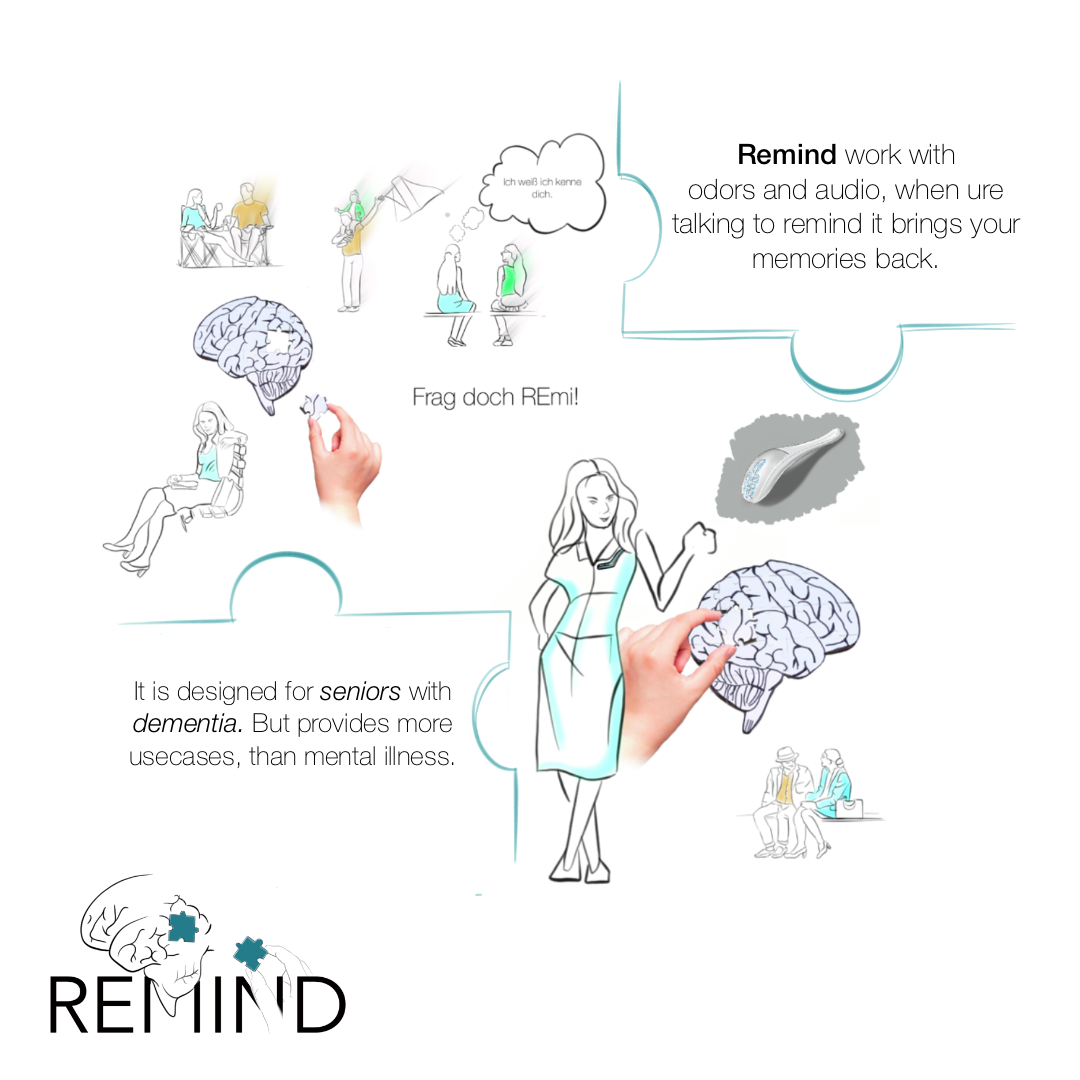 Ich weiß ich kenne
dich.
Remind work with
odors and audio, when ure
talking to remind it brings your
memories back.
Frag doch REmi!
It is designed for seniors with
dementia. But provides more
usecases, than mental illness.
REMIND